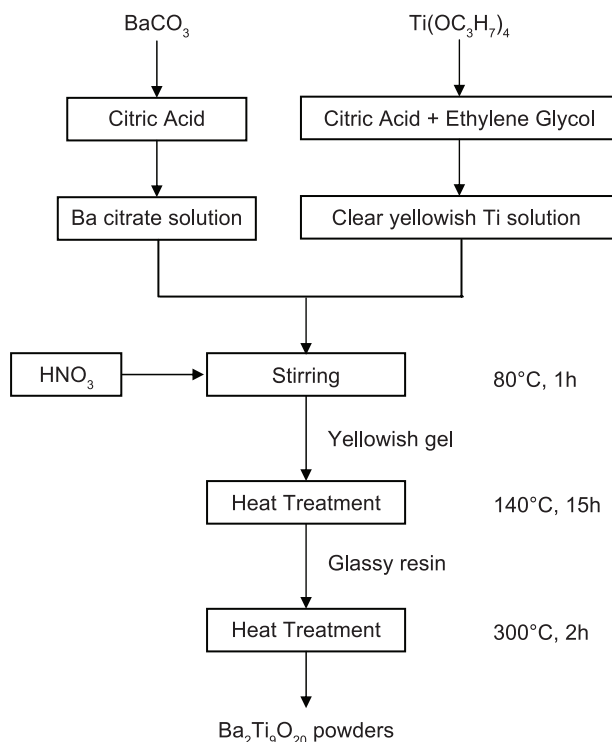 BaCO₃
Ti(OC₃H₇)₄
Citric Acid
Citric Acid + Ethylene Glycol
Ba citrate solution
Clear yellowish Ti solution
HNO₃
Stirring
80°C, 1h
Yellowish gel
Heat Treatment
140°C, 15h
Glassy resin
Heat Treatment
300°C, 2h
Ba₂Ti₉O₂₀ powders